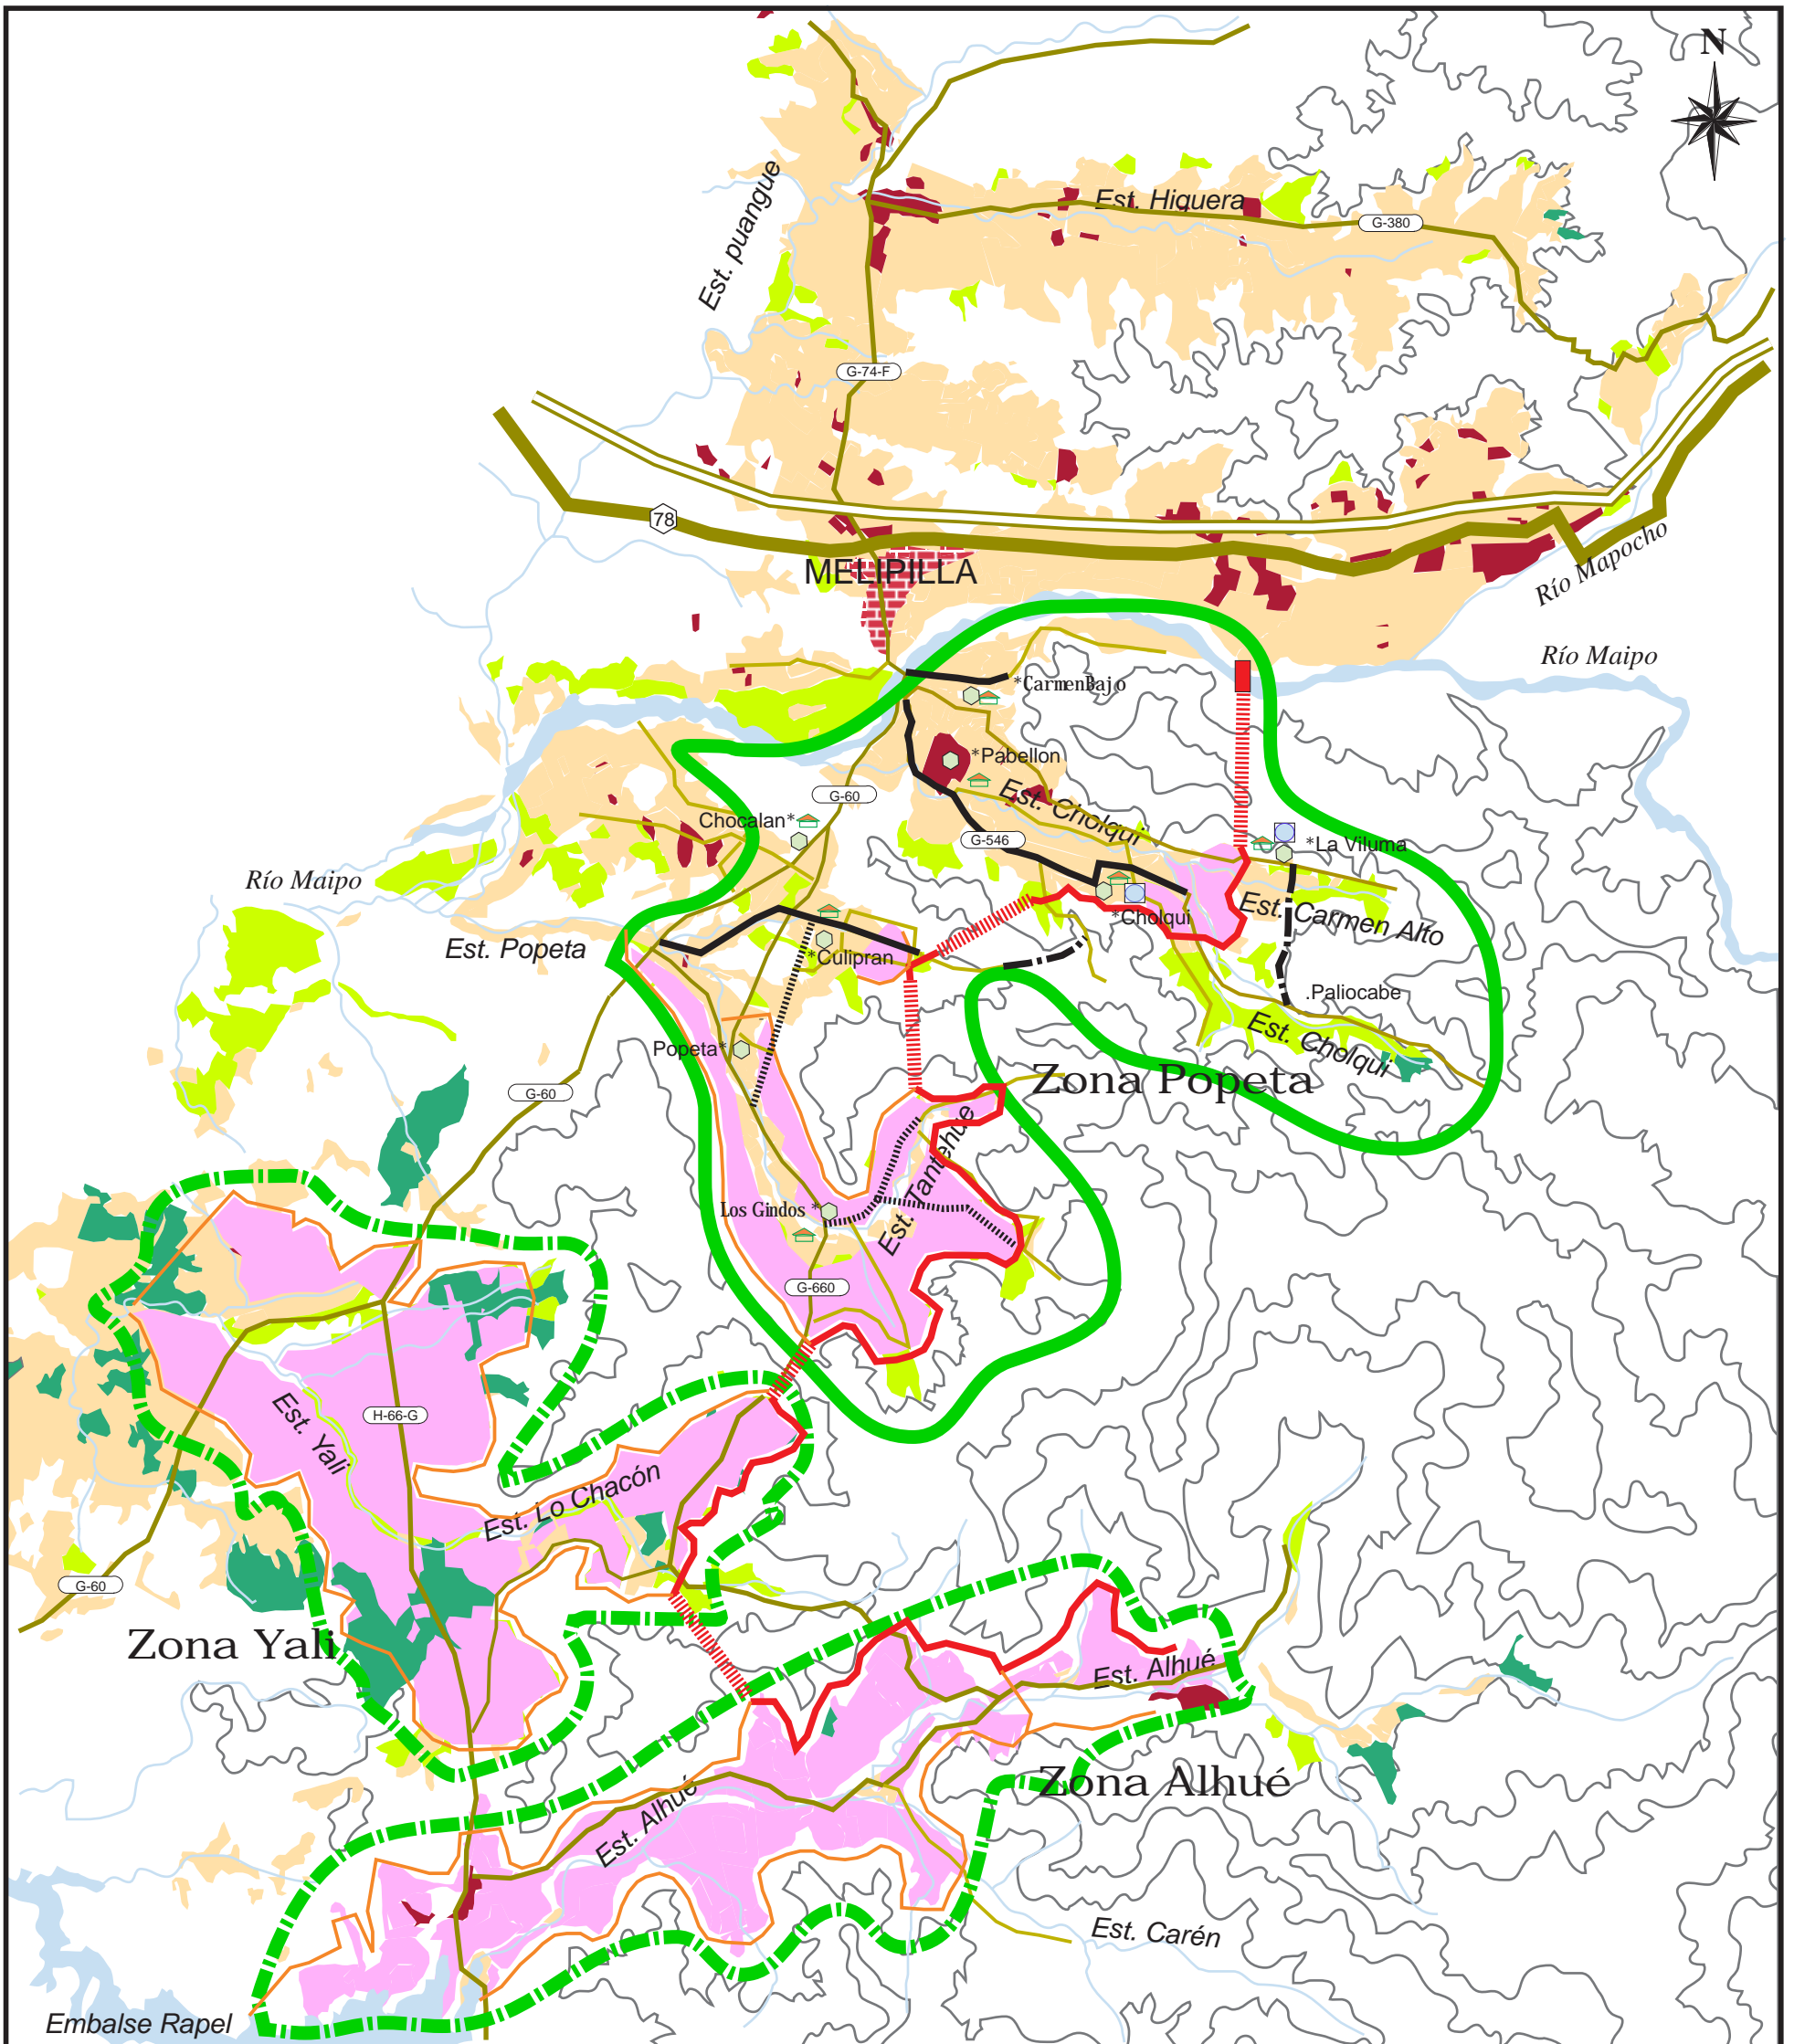 N
Est. puangue
Est. Hiquera
G-380
G-74-F
78
MELIPILLA
Río Mapocho
Río Maipo
*CarmenBajo
*Pabellon
G-60
Est. Cholqui
Chocalan*
G-546
*La Viluma
Río Maipo
*Cholqui
Est. Carmen Alto
Est. Popeta
*Culipran
.Paliocabe
Est. Cholqui
Popeta*
Zona Popeta
G-60
Est. Tantehue
Los Gindos *
G-660
Est. Yali
H-66-G
Est. Lo Chacón
G-60
Zona Yali
Est. Alhué
Zona Alhué
Est. Alhué
Est. Carén
Embalse Rapel